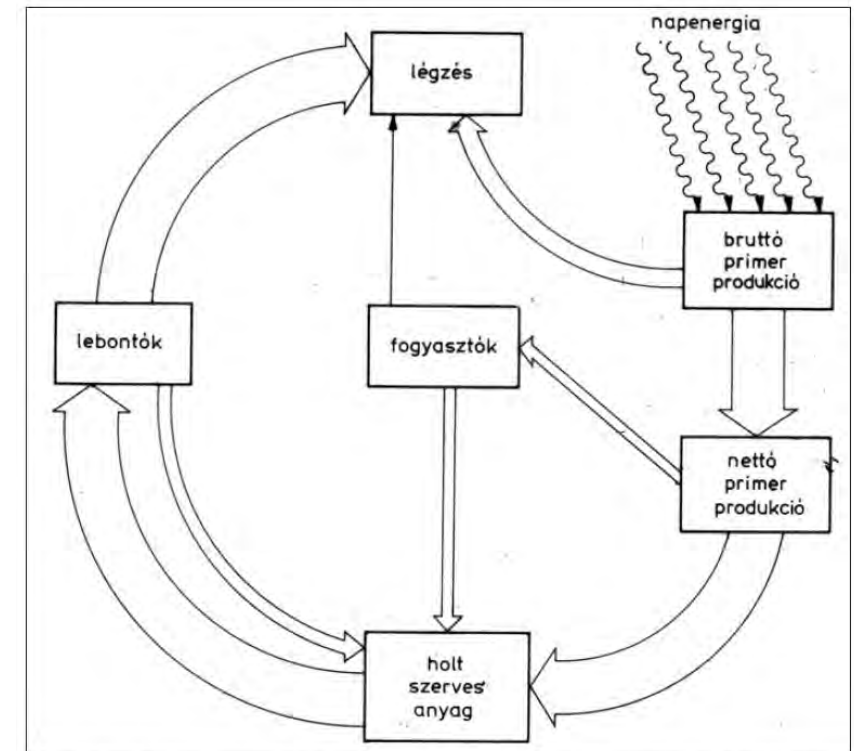 napenergia
légzés
bruttó
primer
produkció
lebontók
fogyasztók
nettó
primer
produkció
holt
szerves
anyag